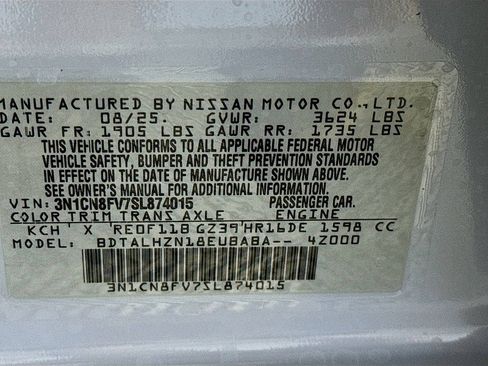 MANUFACTURED BY NISSAN MOTOR CO., LTD.
DATE: 08/25. GVWR: 3624 LBS
GAWR FR: 1905 LBS GAWR RR: 1735 LBS
THIS VEHICLE CONFORMS TO ALL APPLICABLE FEDERAL MOTOR
VEHICLE SAFETY, BUMPER AND THEFT PREVENTION STANDARDS
IN EFFECT ON THE DATE OF MANUFACTURE SHOWN ABOVE.
SEE OWNER'S MANUAL FOR ADDITIONAL INFORMATION.
VIN: 3N1CN8FV7SL874015 PASSENGER CAR.
COLOR TRIM TRANS AXLE ENGINE
KCH X RE0F11B GZ39 HR16DE 1598 CC
MODEL: BDTALHZN18EUBABA-- 4Z000
3N1CN8FV7SL874015